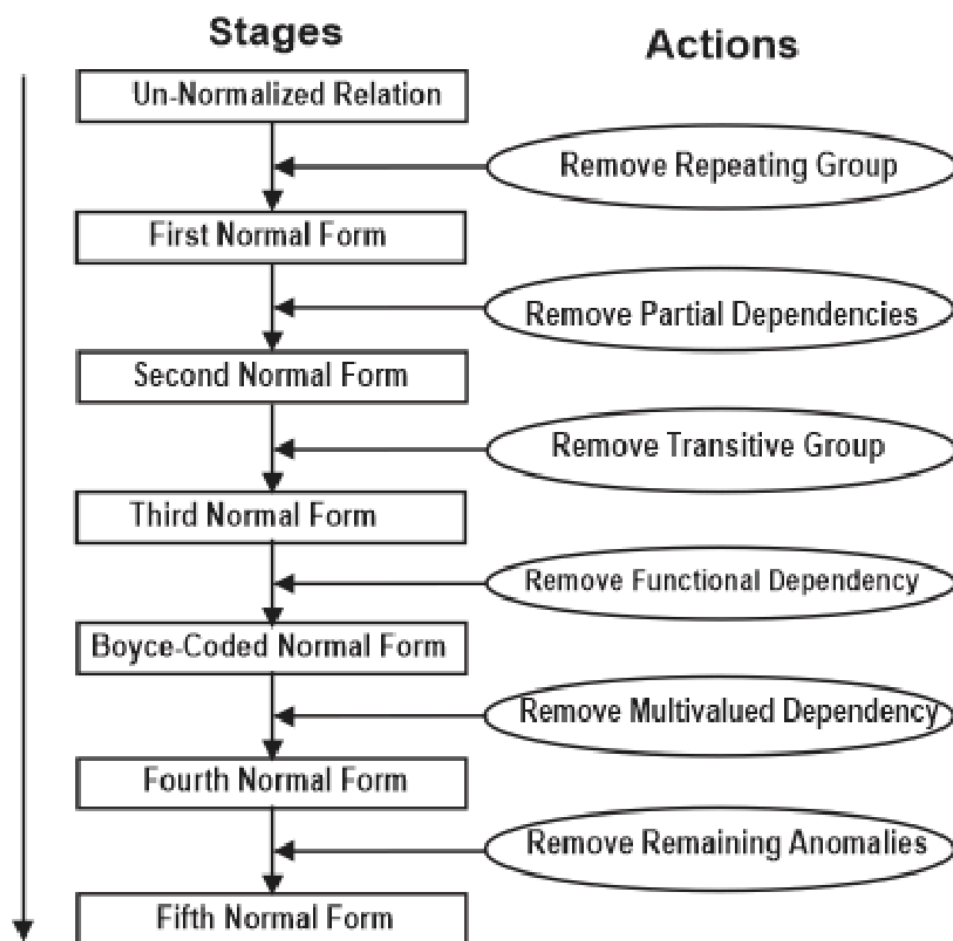 Stages
Actions
Un-Normalized Relation
Remove Repeating Group
First Normal Form
Remove Partial Dependencies
Second Normal Form
Remove Transitive Group
Third Normal Form
Remove Functional Dependency
Boyce-Coded Normal Form
Remove Multivalued Dependency
Fourth Normal Form
Remove Remaining Anomalies
Fifth Normal Form